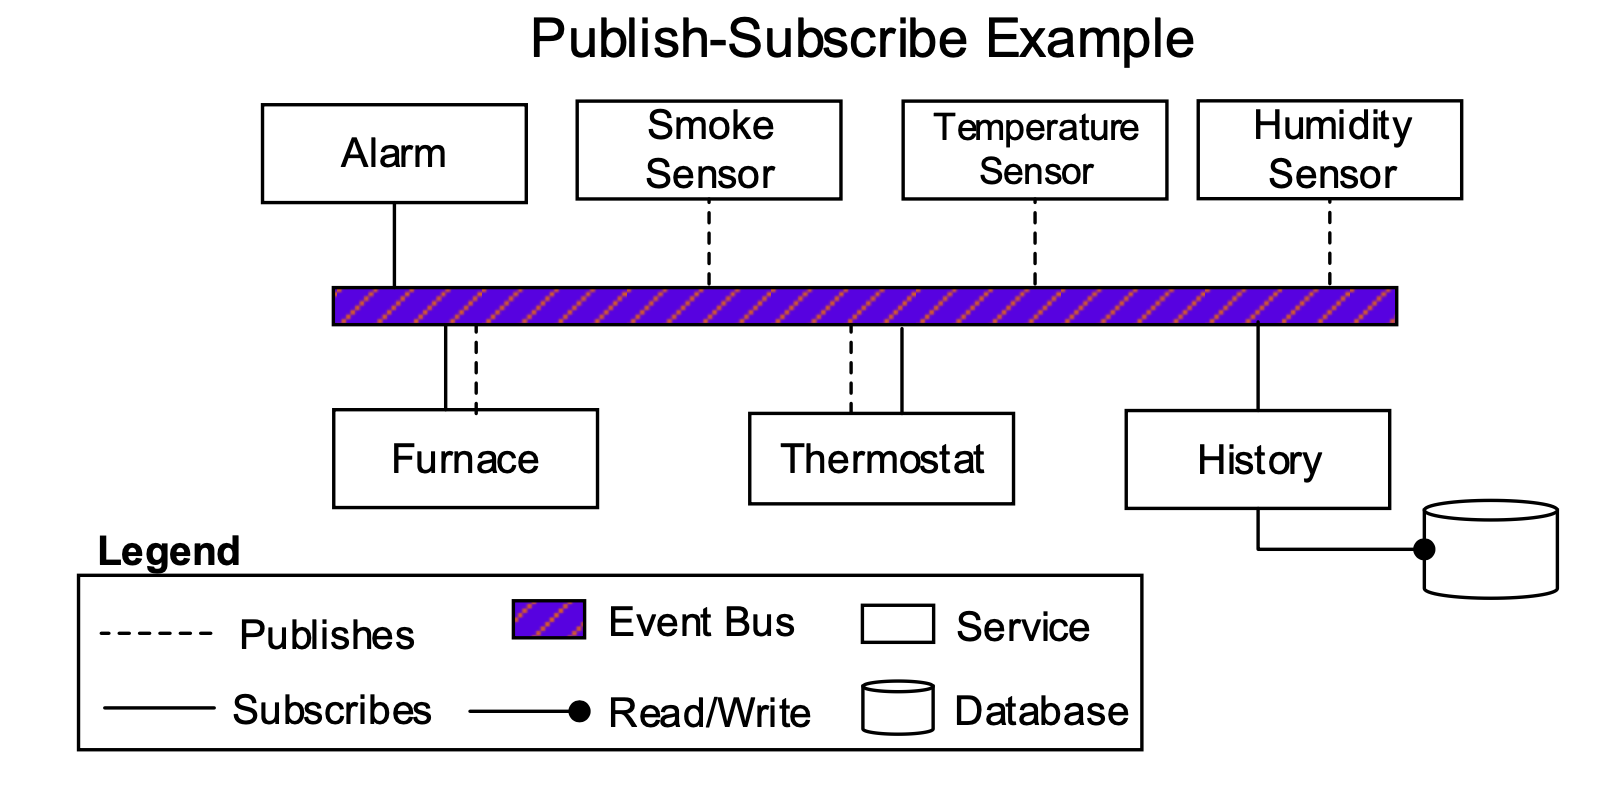 Publish-Subscribe Example
Alarm
Smoke
Sensor
Temperature
Sensor
Humidity
Sensor
Furnace
Thermostat
History
Legend
Publishes
Event Bus
Service
Subscribes
Read/Write
Database